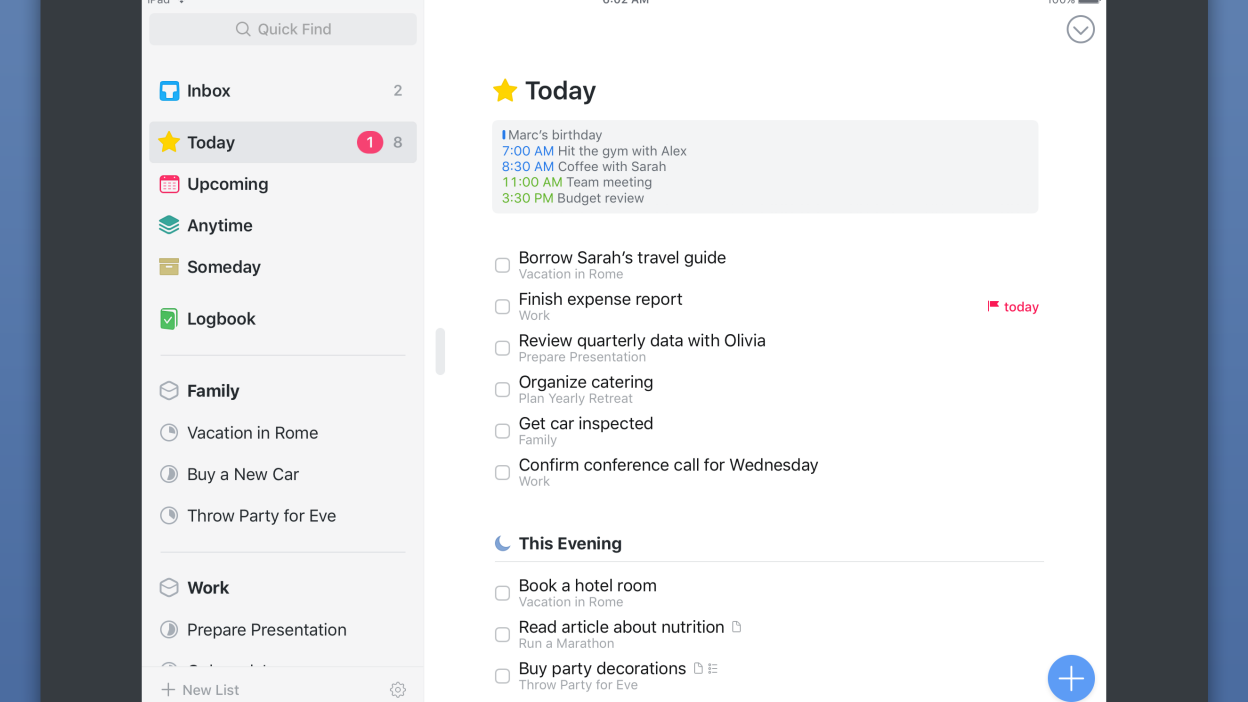 iPad
6:02 AM
100%
Quick Find
Inbox 2
Today 1 8
Upcoming
Anytime
Someday
Logbook
Family
Vacation in Rome
Buy a New Car
Throw Party for Eve
Work
Prepare Presentation
New List
Today
Marc’s birthday
7:00 AM Hit the gym with Alex
8:30 AM Coffee with Sarah
11:00 AM Team meeting
3:30 PM Budget review
Borrow Sarah’s travel guide
Vacation in Rome
Finish expense report
Work
today
Review quarterly data with Olivia
Prepare Presentation
Organize catering
Plan Yearly Retreat
Get car inspected
Family
Confirm conference call for Wednesday
Work
This Evening
Book a hotel room
Vacation in Rome
Read article about nutrition
Run a Marathon
Buy party decorations
Throw Party for Eve